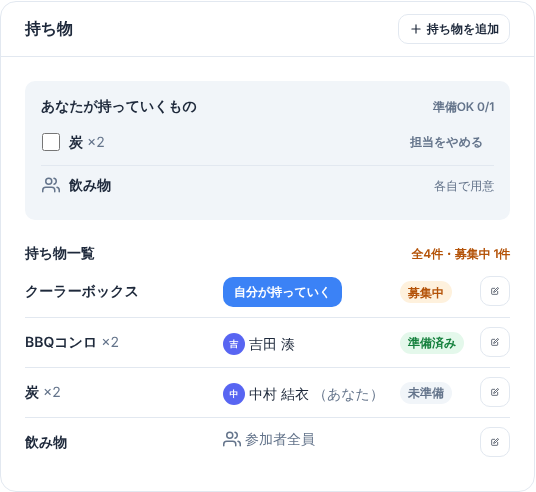 持ち物
持ち物を追加
あなたが持っていくもの 準備OK 0/1
炭 ×2 担当をやめる
飲み物 各自で用意
持ち物一覧 全4件・募集中 1件
クーラーボックス 自分が持っていく 募集中
BBQコンロ ×2 吉 吉田 湊 準備済み
炭 ×2 中 中村 結衣 （あなた） 未準備
飲み物 参加者全員